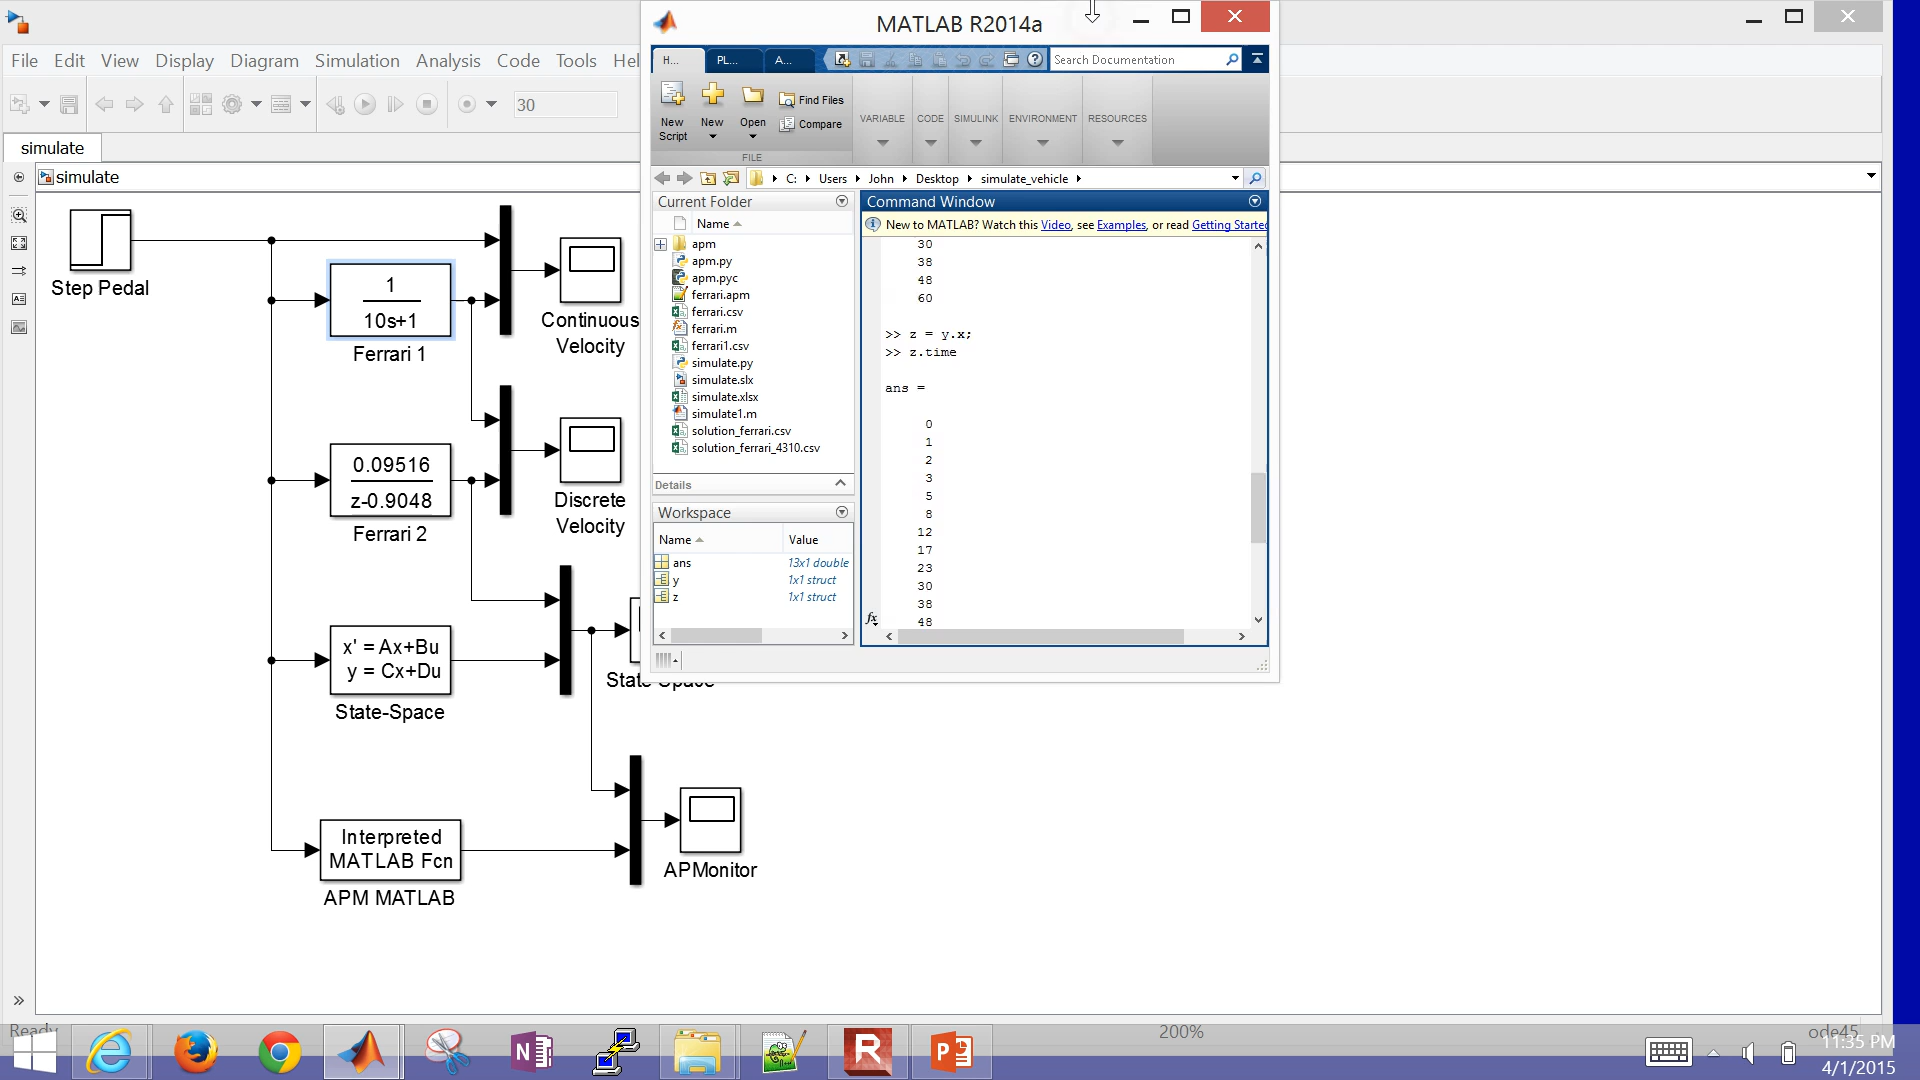 MATLAB R2014a
File Edit View Display Diagram Simulation Analysis Code Tools Hel
H... PL... A... Search Documentation
30
New Script
New
Open
Find Files
Compare
FILE
VARIABLE CODE SIMULINK ENVIRONMENT RESOURCES
simulate
simulate
C: Users John Desktop simulate_vehicle
Current Folder
Name
apm
apm.py
apm.pyc
ferrari.apm
ferrari.csv
ferrari.m
ferrari1.csv
simulate.py
simulate.slx
simulate.xlsx
simulate1.m
solution_ferrari.csv
solution_ferrari_4310.csv
Details
Workspace
Name Value
ans 13x1 double
y 1x1 struct
z 1x1 struct
Command Window
New to MATLAB? Watch this Video, see Examples, or read Getting Started
30
38
48
60
>> z = y.x;
>> z.time
ans =
0
1
2
3
5
8
12
17
23
30
38
48
fx
Step Pedal
1
10s+1
Ferrari 1
Continuous
Velocity
0.09516
z-0.9048
Ferrari 2
Discrete
Velocity
x' = Ax+Bu
y = Cx+Du
State-Space
State-Space
Interpreted
MATLAB Fcn
APM MATLAB
APMonitor
Ready 200% ode45
11:35 PM
4/1/2015